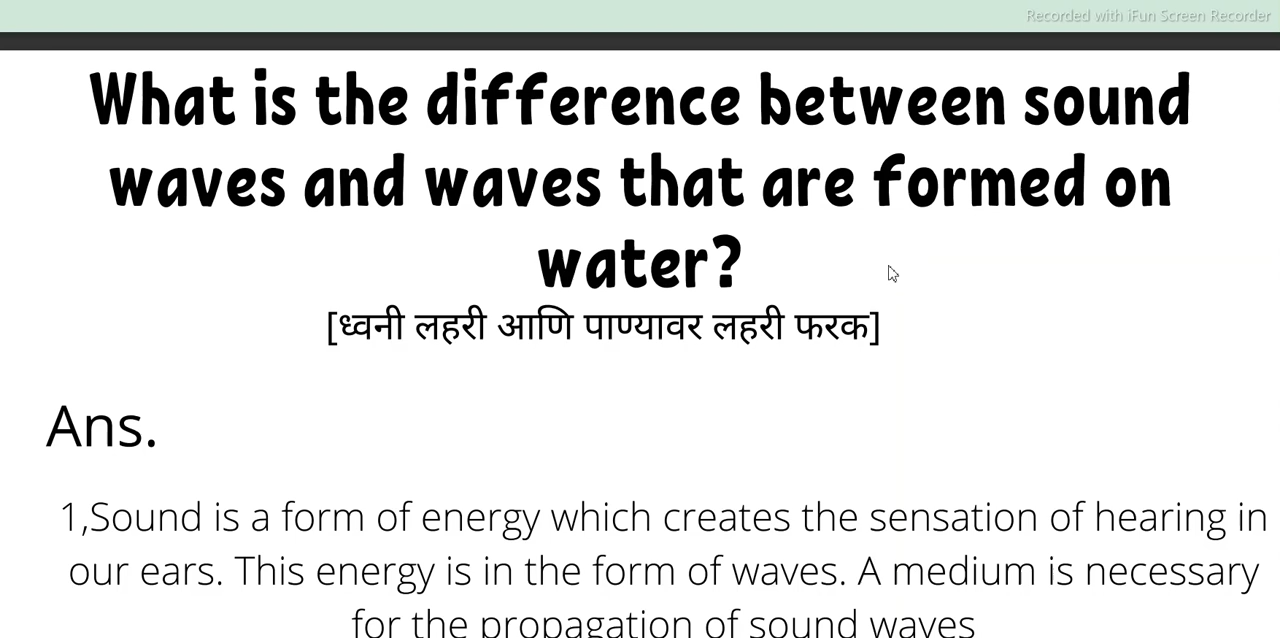 Recorded with iFun Screen Recorder
What is the difference between sound
waves and waves that are formed on
water?
[ध्वनी लहरी आणि पाण्यावर लहरी फरक]
Ans.
1,Sound is a form of energy which creates the sensation of hearing in
our ears. This energy is in the form of waves. A medium is necessary
for the propagation of sound waves